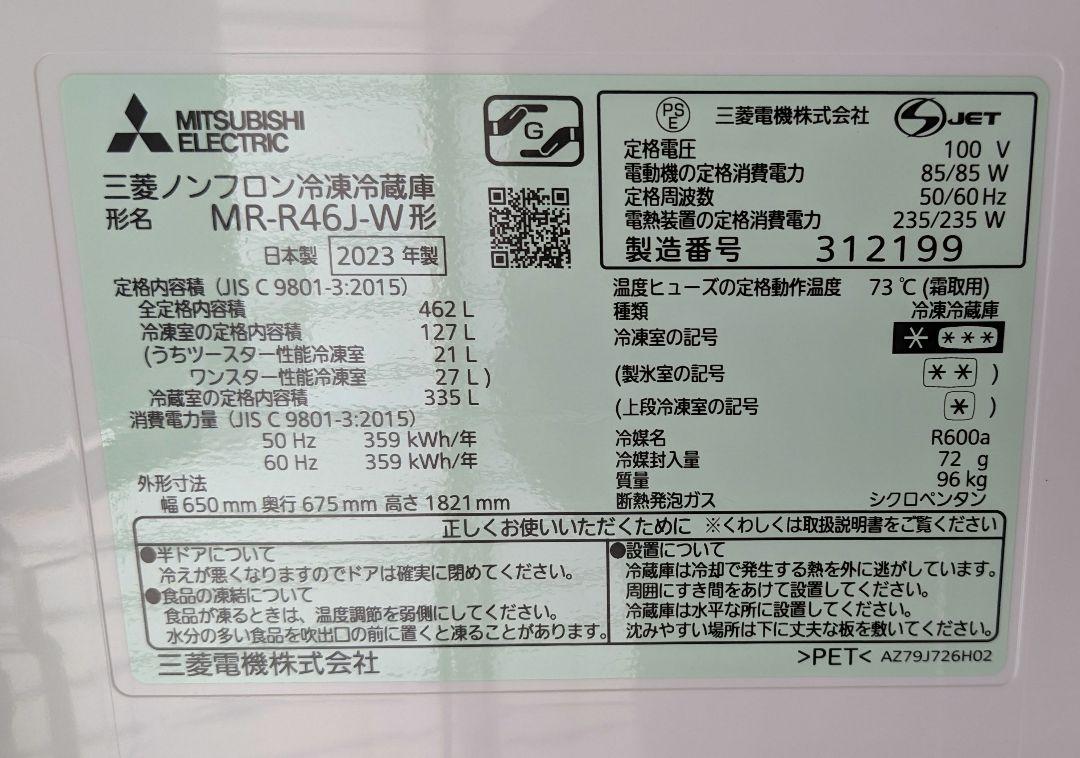 MITSUBISHI
ELECTRIC
G
三菱ノンフロン冷凍冷蔵庫
形名 MR-R46J-W形
日本製 2023 年製
定格内容積（JIS C 9801-3:2015）
全定格内容積 462 L
冷凍室の定格内容積 127 L
(うちツースター性能冷凍室 21 L
ワンスター性能冷凍室 27 L )
冷蔵室の定格内容積 335 L
消費電力量（JIS C 9801-3:2015）
50 Hz 359 kWh/年
60 Hz 359 kWh/年
外形寸法
幅 650 mm 奥行 675 mm 高さ 1821 mm
PS
E 三菱電機株式会社 JET
定格電圧 100 V
電動機の定格消費電力 85/85 W
定格周波数 50/60 Hz
電熱装置の定格消費電力 235/235 W
製造番号 312199
温度ヒューズの定格動作温度 73 ℃ (霜取用)
種類 冷凍冷蔵庫
冷凍室の記号 * ***
(製氷室の記号 ** )
(上段冷凍室の記号 * )
冷媒名 R600a
冷媒封入量 72 g
質量 96 kg
断熱発泡ガス シクロペンタン
正しくお使いいただくために ※くわしくは取扱説明書をご覧ください
●半ドアについて
冷えが悪くなりますのでドアは確実に閉めてください。
●食品の凍結について
食品が凍るときは、温度調節を弱側にしてください。
水分の多い食品を吹出口の前に置くと凍ることがあります。
●設置について
冷蔵庫は冷却で発生する熱を外に逃がしています。
周囲にすき間をあけて設置してください。
冷蔵庫は水平な所に設置してください。
沈みやすい場所は下に丈夫な板を敷いてください。
三菱電機株式会社
>PET< AZ79J726H02